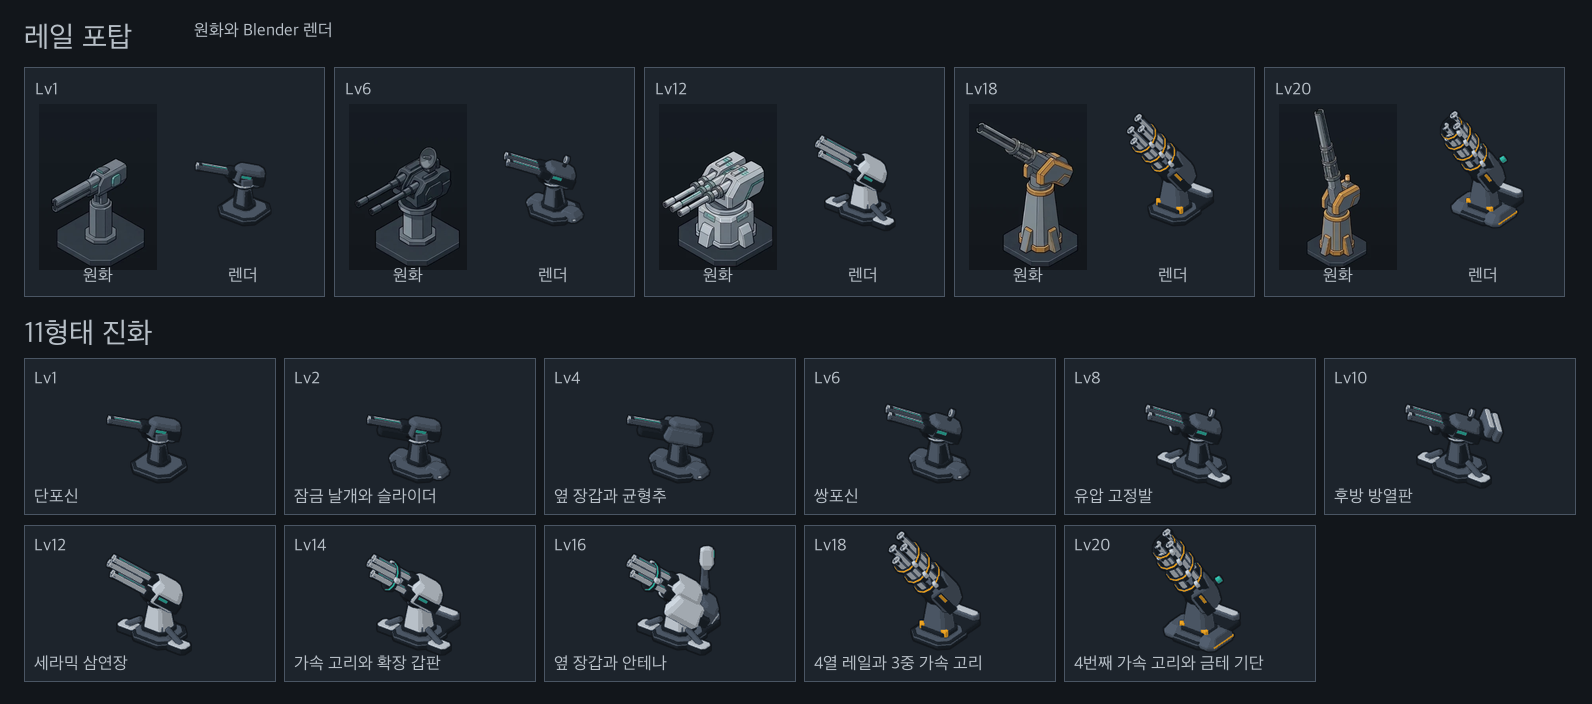 레일 포탑
원화와 Blender 렌더
Lv1
원화
렌더
Lv6
원화
렌더
Lv12
원화
렌더
Lv18
원화
렌더
Lv20
원화
렌더
11형태 진화
Lv1
단포신
Lv2
잠금 날개와 슬라이더
Lv4
옆 장갑과 균형추
Lv6
쌍포신
Lv8
유압 고정발
Lv10
후방 방열판
Lv12
세라믹 삼연장
Lv14
가속 고리와 확장 갑판
Lv16
옆 장갑과 안테나
Lv18
4열 레일과 3중 가속 고리
Lv20
4번째 가속 고리와 금테 기단